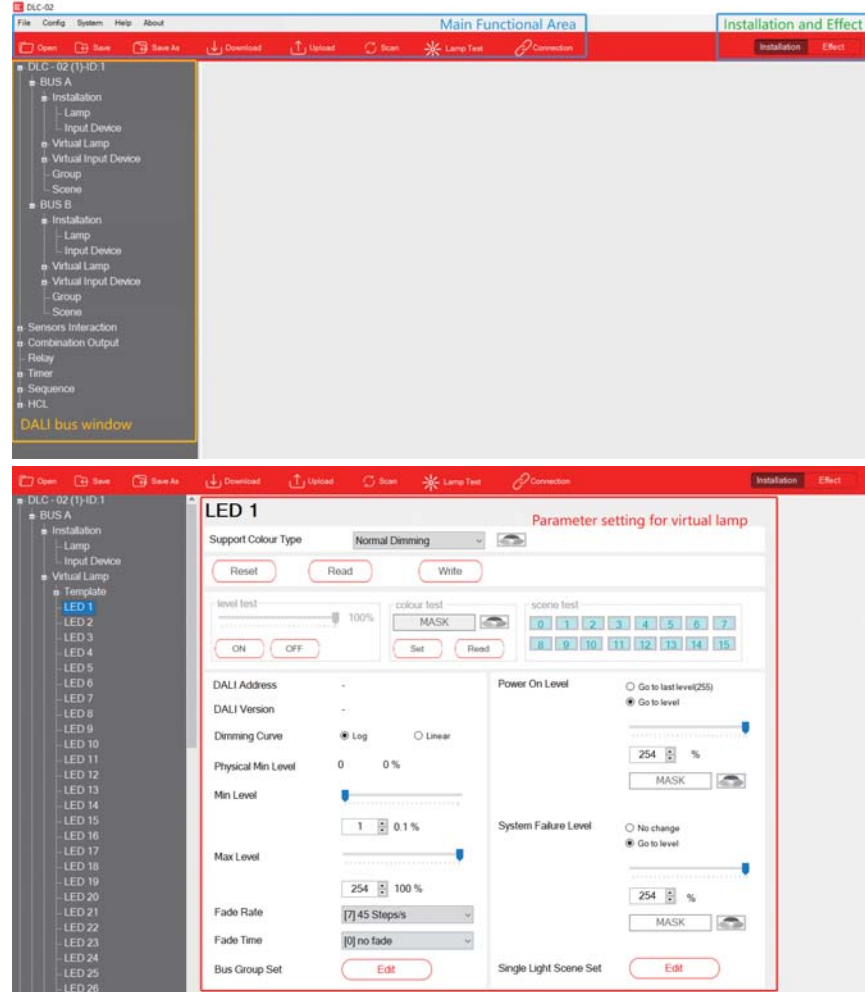 DLC-02
File Config System Help About
Main Functional Area
Installation and Effect
Open Save Save As Download Upload Scan Lamp Test Connection Installation Effect
DLC - 02 (1)-ID:1
BUS A
Installation
Lamp
Input Device
Virtual Lamp
Virtual Input Device
Group
Scene
BUS B
Installation
Lamp
Input Device
Virtual Lamp
Virtual Input Device
Group
Scene
Sensors Interaction
Combination Output
Relay
Timer
Sequence
HCL
DALI bus window
Open Save Save As Download Upload Scan Lamp Test Connection Installation Effect
DLC - 02 (1)-ID:1
BUS A
Installation
Lamp
Input Device
Virtual Lamp
Template
LED 1
LED 2
LED 3
LED 4
LED 5
LED 6
LED 7
LED 8
LED 9
LED 10
LED 11
LED 12
LED 13
LED 14
LED 15
LED 16
LED 17
LED 18
LED 19
LED 20
LED 21
LED 22
LED 23
LED 24
LED 25
LED 26
LED 1
Parameter setting for virtual lamp
Support Colour Type Normal Dimming
Reset Read Write
level test colour test scene test
100% MASK 0 1 2 3 4 5 6 7
ON OFF Set Read 8 9 10 11 12 13 14 15
DALI Address -
DALI Version -
Dimming Curve Log Linear
Physical Min Level 0 0 %
Min Level
1 0.1 %
Max Level
254 100 %
Fade Rate [7] 45 Steps/s
Fade Time [0] no fade
Bus Group Set Edit
Power On Level Go to last level(255)
Go to level
254 %
MASK
System Failure Level No change
Go to level
254 %
MASK
Single Light Scene Set Edit